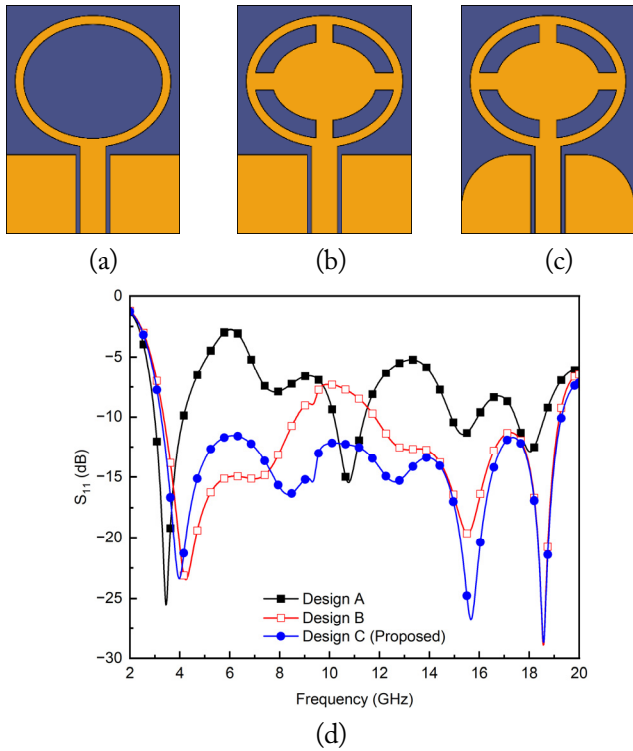 (a) (b) (c)
0
−5
−10
−15
−20
−25
−30
S11 (dB)
Design A
Design B
Design C (Proposed)
2 4 6 8 10 12 14 16 18 20
Frequency (GHz)
(d)